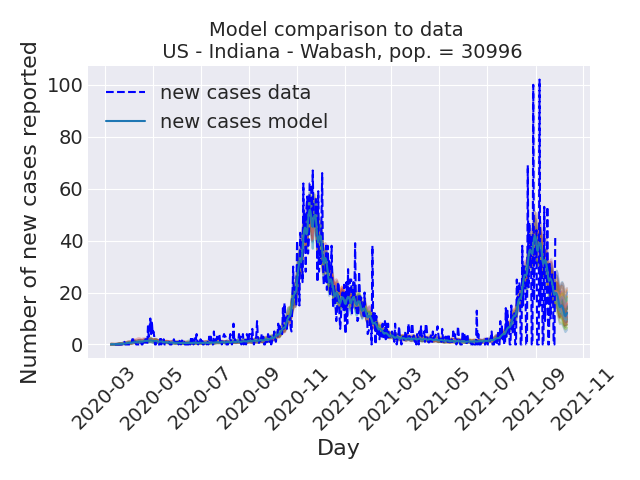 Model comparison to data
US - Indiana - Wabash, pop. = 30996
Number of new cases reported
100
80
60
40
20
0
new cases data
new cases model
2020-03
2020-05
2020-07
2020-09
2020-11
2021-01
2021-03
2021-05
2021-07
2021-09
2021-11
Day